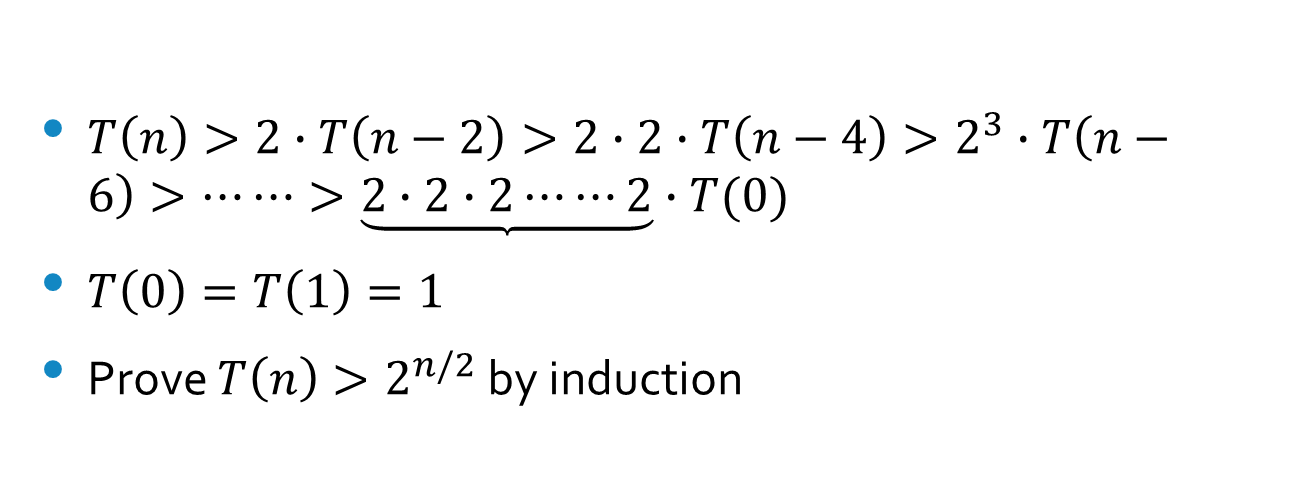 • T(n) > 2 · T(n − 2) > 2 · 2 · T(n − 4) > 2³ · T(n −
6) > ⋯⋯ > 2 · 2 · 2 ⋯⋯ 2 · T(0)
• T(0) = T(1) = 1
• Prove T(n) > 2^{n/2} by induction